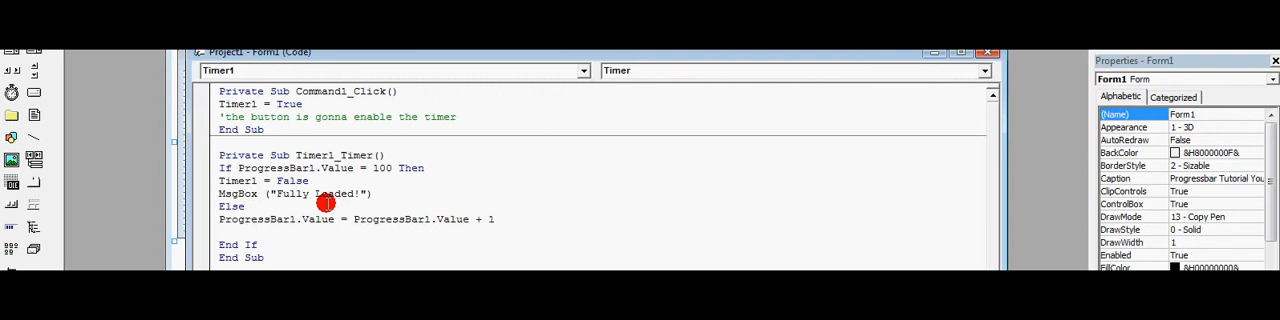 Project1 - Form1 (Code)
Timer1
Timer
Private Sub Command1_Click()
Timer1 = True
'the button is gonna enable the timer
End Sub
Private Sub Timer1_Timer()
If ProgressBar1.Value = 100 Then
Timer1 = False
MsgBox ("Fully Loaded!")
Else
ProgressBar1.Value = ProgressBar1.Value + 1
End If
End Sub
Properties - Form1
Form1 Form
Alphabetic Categorized
(Name) Form1
Appearance 1 - 3D
AutoRedraw False
BackColor &H8000000F&
BorderStyle 2 - Sizable
Caption Progressbar Tutorial You
ClipControls True
ControlBox True
DrawMode 13 - Copy Pen
DrawStyle 0 - Solid
DrawWidth 1
Enabled True
FillColor &H00000000&